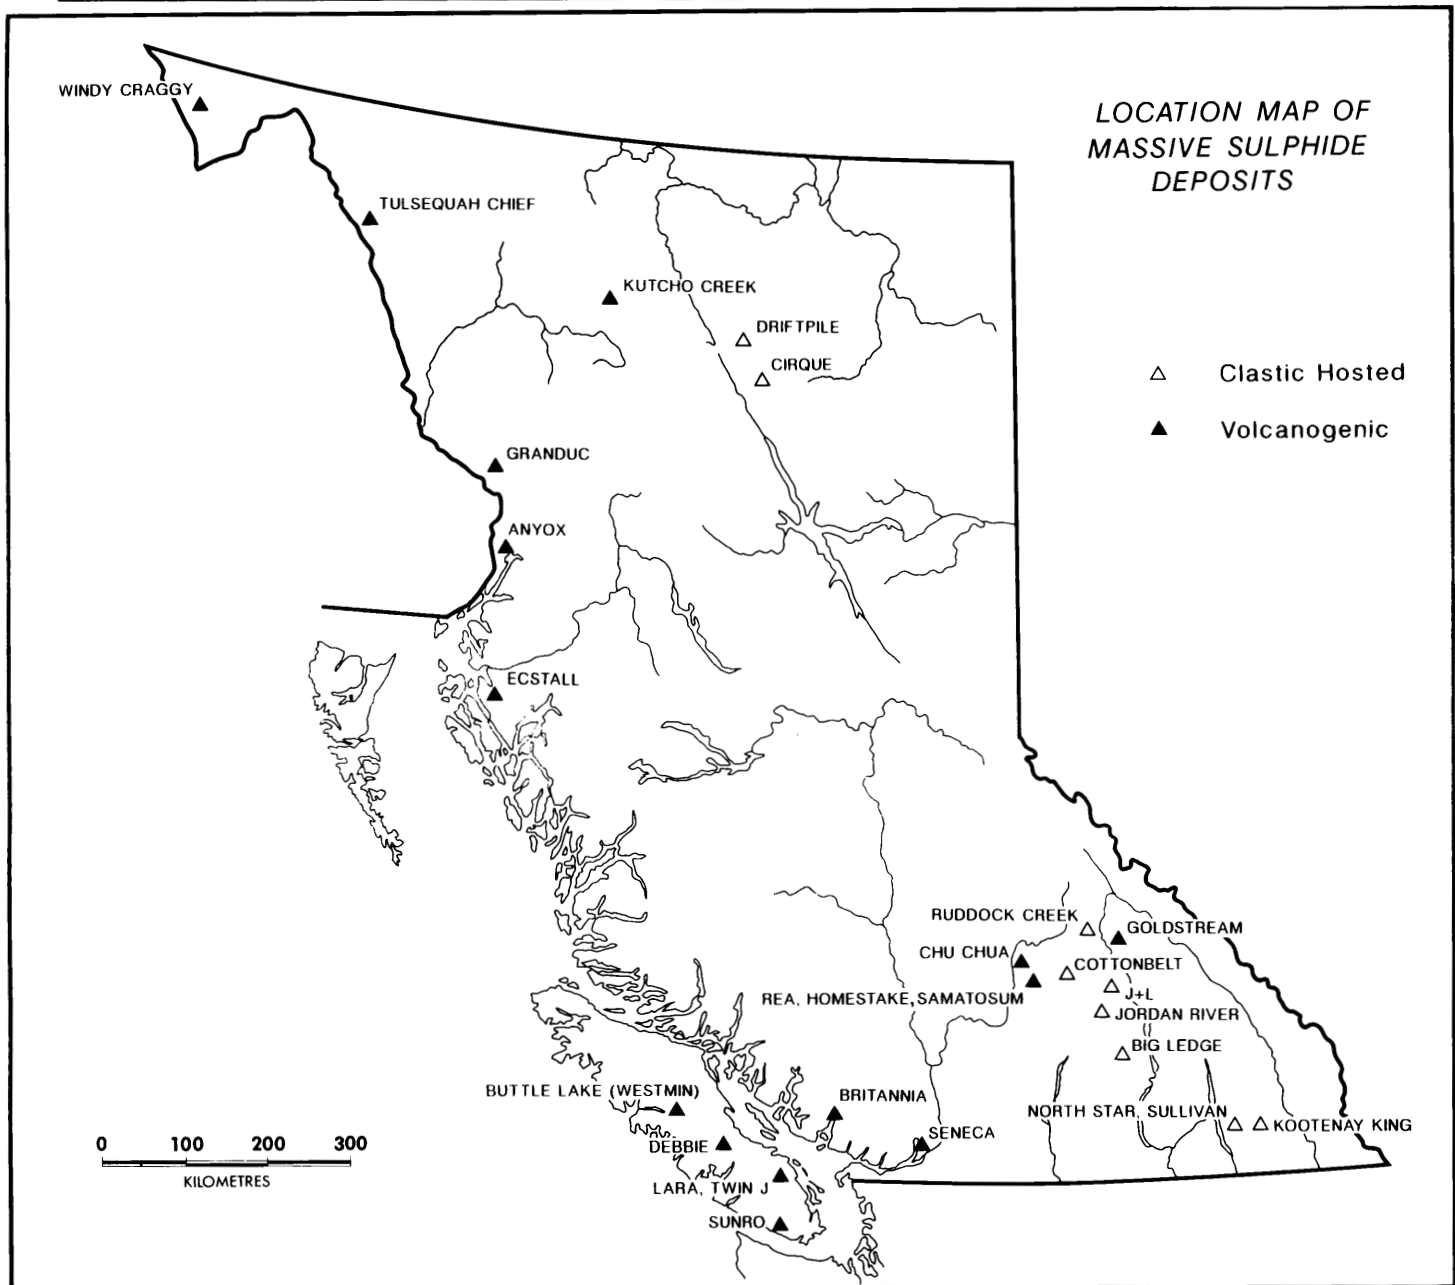 LOCATION MAP OF
MASSIVE SULPHIDE
DEPOSITS
WINDY CRAGGY
TULSEQUAH CHIEF
KUTCHO CREEK
DRIFTPILE
CIRQUE
Clastic Hosted
Volcanogenic
GRANDUC
ANYOX
ECSTALL
RUDDOCK CREEK
GOLDSTREAM
CHU CHUA
COTTONBELT
REA, HOMESTAKE, SAMATOSUM
J+L
JORDAN RIVER
BIG LEDGE
BUTTLE LAKE (WESTMIN)
BRITANNIA
NORTH STAR, SULLIVAN
KOOTENAY KING
SENECA
DEBBIE
LARA, TWIN J
SUNRO
0 100 200 300
KILOMETRES